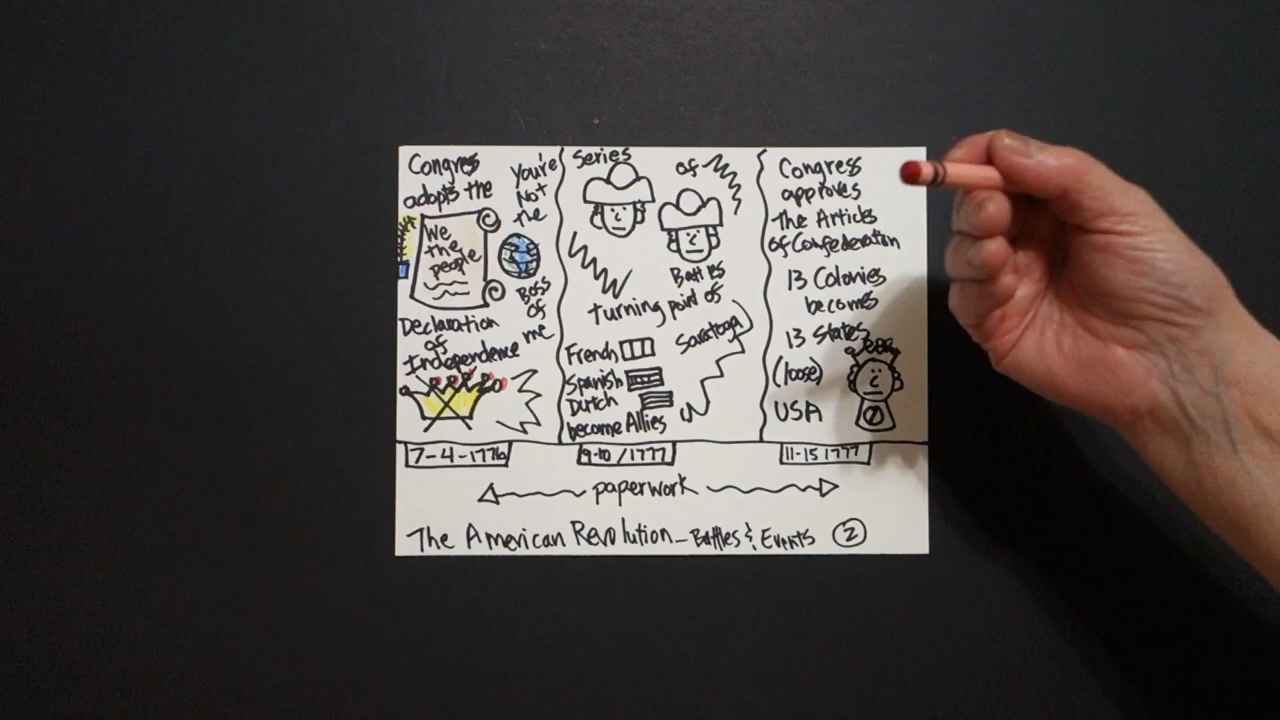 Congress
adopts the
We
the
people
Declaration
of
Independence
You're
Not
the
Boss
of
me
7-4-1776
Series
of
Battles
turning point of
Saratoga
French
Spanish
Dutch
become Allies
9-10/1777
Congress
approves
The Articles
of Confederation
13 Colonies
becomes
13 States
(loose)
USA
11-15 1777
paperwork
The American Revolution - Battles & Events 2